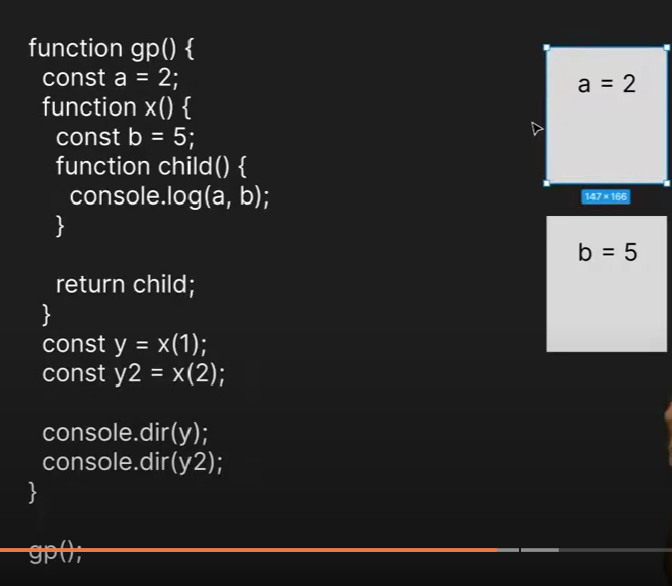 function gp() {
const a = 2;
function x() {
const b = 5;
function child() {
console.log(a, b);
}
return child;
}
const y = x(1);
const y2 = x(2);
console.dir(y);
console.dir(y2);
}
gp();
a = 2
147 × 166
b = 5